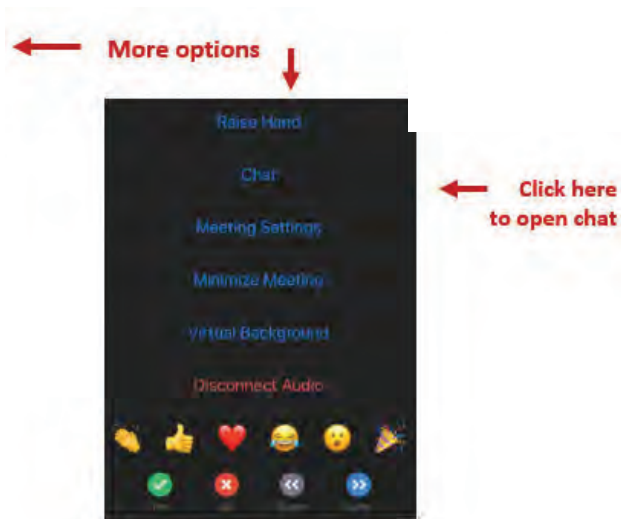 More options
Raise Hand
Chat
Click here
to open chat
Meeting Settings
Minimize Meeting
Virtual Background
Disconnect Audio